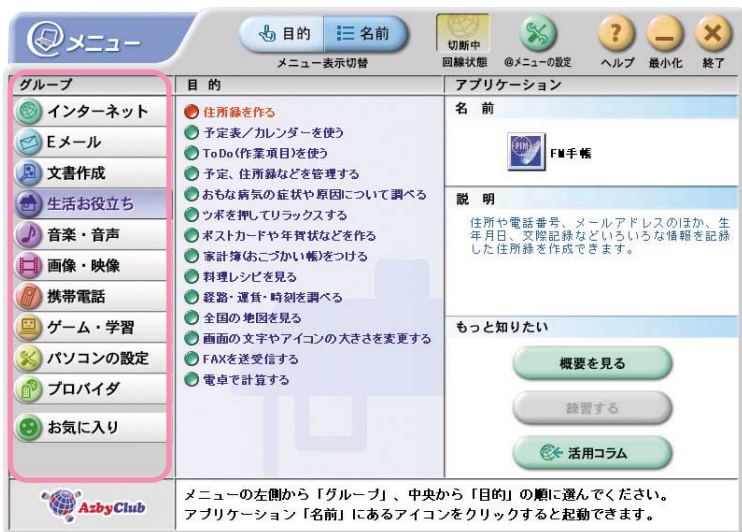 @メニュー
目的
名前
メニュー表示切替
切断中
回線状態
@メニューの設定
ヘルプ
最小化
終了
グループ
インターネット
Eメール
文書作成
生活お役立ち
音楽・音声
画像・映像
携帯電話
ゲーム・学習
パソコンの設定
プロバイダ
お気に入り
AzbyClub
目的
住所録を作る
予定表/カレンダーを使う
ToDo(作業項目)を使う
予定、住所録などを管理する
おもな病気の症状や原因について調べる
ツボを押してリラックスする
ポストカードや年賀状などを作る
家計簿(おこづかい帳)をつける
料理レシピを見る
経路・運賃・時刻を調べる
全国の地図を見る
画面の文字やアイコンの大きさを変更する
FAXを送受信する
電卓で計算する
アプリケーション
名前
PIM
FM手帳
説明
住所や電話番号、メールアドレスのほか、生
年月日、交際記録などいろいろな情報を記録
した住所録を作成できます。
もっと知りたい
概要を見る
練習する
@活用コラム
メニューの左側から「グループ」、中央から「目的」の順に選んでください。
アプリケーション「名前」にあるアイコンをクリックすると起動できます。